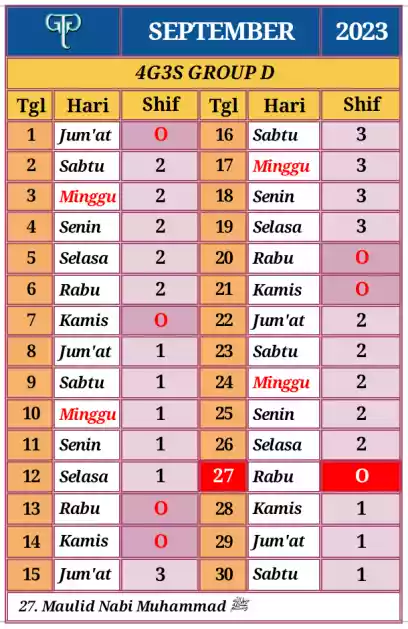 SEPTEMBER 2023
4G3S GROUP D
Tgl Hari Shif Tgl Hari Shif
1 Jum'at O 16 Sabtu 3
2 Sabtu 2 17 Minggu 3
3 Minggu 2 18 Senin 3
4 Senin 2 19 Selasa 3
5 Selasa 2 20 Rabu O
6 Rabu 2 21 Kamis O
7 Kamis O 22 Jum'at 2
8 Jum'at 1 23 Sabtu 2
9 Sabtu 1 24 Minggu 2
10 Minggu 1 25 Senin 2
11 Senin 1 26 Selasa 2
12 Selasa 1 27 Rabu O
13 Rabu O 28 Kamis 1
14 Kamis O 29 Jum'at 1
15 Jum'at 3 30 Sabtu 1
27. Maulid Nabi Muhammad ﷺ